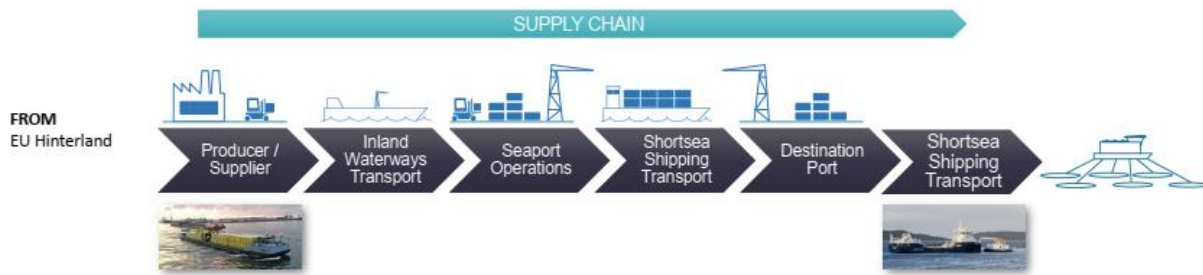 SUPPLY CHAIN
FROM
EU Hinterland
Producer /
Supplier
Inland
Waterways
Transport
Seaport
Operations
Shortsea
Shipping
Transport
Destination
Port
Shortsea
Shipping
Transport